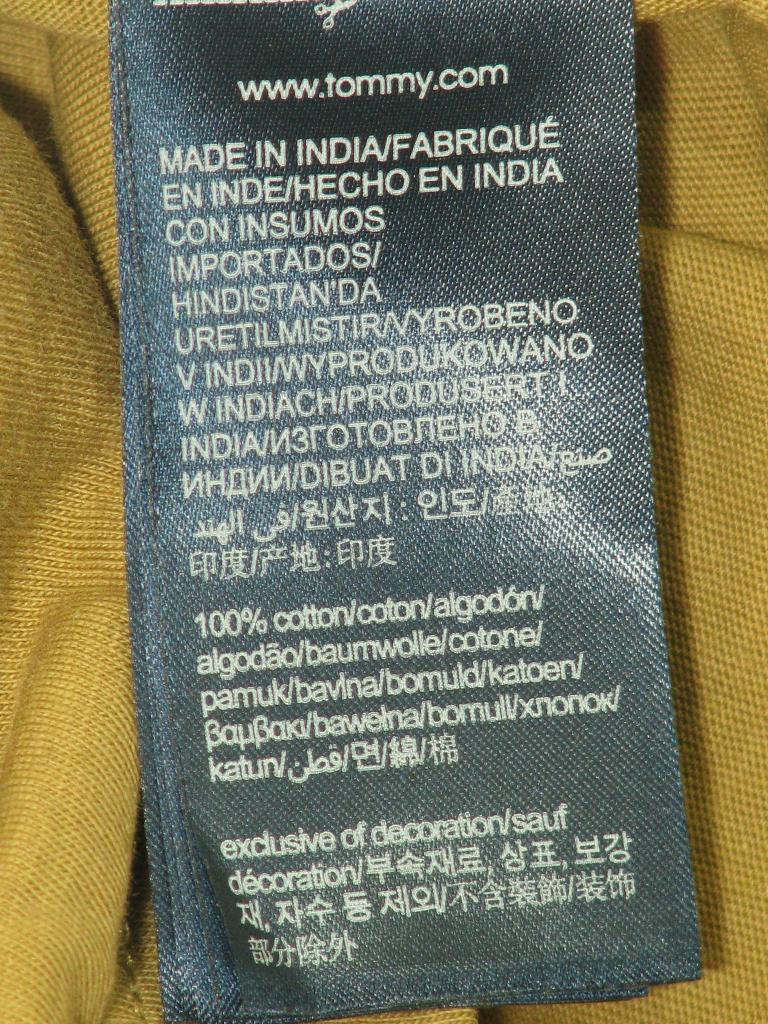 www.tommy.com
MADE IN INDIA/FABRIQUÉ
EN INDE/HECHO EN INDIA
CON INSUMOS
IMPORTADOS/
HINDISTAN'DA
URETILMISTIR/VYROBENO
V INDII/WYPRODUKOWANO
W INDIACH/PRODUSERT I
INDIA/ИЗГОТОВЛЕНО В
ИНДИИ/DIBUAT DI INDIA/صنع
في الهند/원산지 : 인도/產地:
印度/产地:印度
100% cotton/coton/algodón/
algodão/baumwolle/cotone/
pamuk/bavlna/bomuld/katoen/
βαμβακι/bawełna/bomull/хлопок/
katun/قطن/면/綿/棉
exclusive of decoration/sauf
décoration/부속재료, 상표, 보강
재, 자수 등 제외/不含裝飾/装饰
部分除外